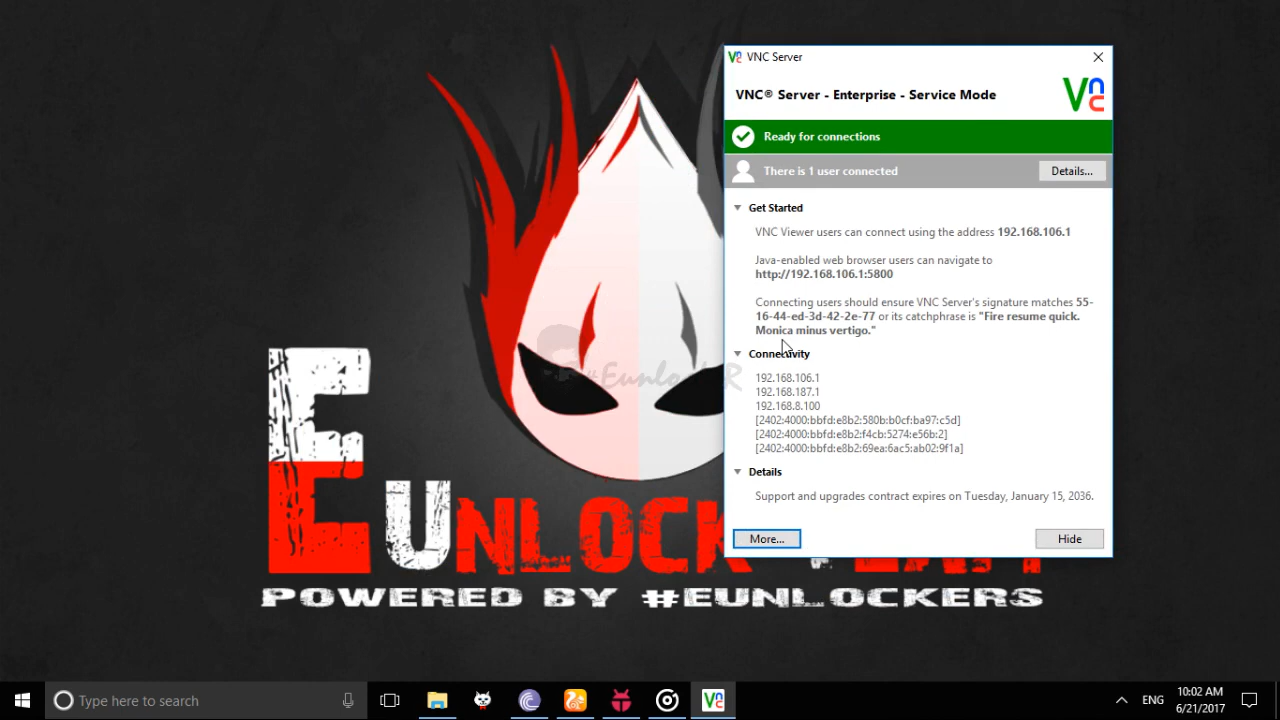 VNC Server
VNC® Server - Enterprise - Service Mode
Ready for connections
There is 1 user connected
Details...
Get Started
VNC Viewer users can connect using the address 192.168.106.1
Java-enabled web browser users can navigate to
http://192.168.106.1:5800
Connecting users should ensure VNC Server's signature matches 55-
16-44-ed-3d-42-2e-77 or its catchphrase is "Fire resume quick.
Monica minus vertigo."
Connectivity
192.168.106.1
192.168.187.1
192.168.8.100
[2402:4000:bbfd:e8b2:580b:b0cf:ba97:c5d]
[2402:4000:bbfd:e8b2:f4cb:5274:e56b:2]
[2402:4000:bbfd:e8b2:69ea:6ac5:ab02:9f1a]
Details
Support and upgrades contract expires on Tuesday, January 15, 2036.
More...
Hide
POWERED BY #EUNLOCKERS
Type here to search
ENG
10:02 AM
6/21/2017